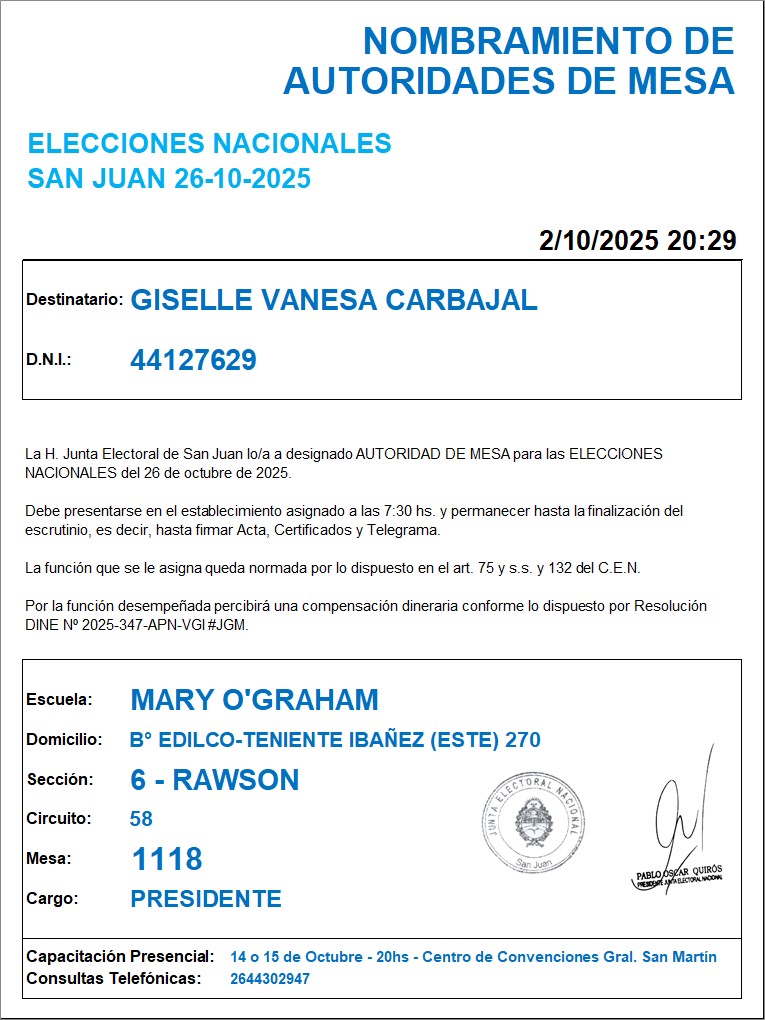 NOMBRAMIENTO DE
AUTORIDADES DE MESA
ELECCIONES NACIONALES
SAN JUAN 26-10-2025
2/10/2025 20:29
Destinatario: GISELLE VANESA CARBAJAL
D.N.I.: 44127629
La H. Junta Electoral de San Juan lo/a a designado AUTORIDAD DE MESA para las ELECCIONES
NACIONALES del 26 de octubre de 2025.
Debe presentarse en el establecimiento asignado a las 7:30 hs. y permanecer hasta la finalización del
escrutinio, es decir, hasta firmar Acta, Certificados y Telegrama.
La función que se le asigna queda normada por lo dispuesto en el art. 75 y s.s. y 132 del C.E.N.
Por la función desempeñada percibirá una compensación dineraria conforme lo dispuesto por Resolución
DINE Nº 2025-347-APN-VGI#JGM.
Escuela: MARY O'GRAHAM
Domicilio: B° EDILCO-TENIENTE IBAÑEZ (ESTE) 270
Sección: 6 - RAWSON
Circuito: 58
Mesa: 1118
Cargo: PRESIDENTE
JUNTA ELECTORAL NACIONAL
San Juan
PABLO OSCAR QUIRÓS
PRESIDENTE JUNTA ELECTORAL NACIONAL
Capacitación Presencial: 14 o 15 de Octubre - 20hs - Centro de Convenciones Gral. San Martín
Consultas Telefónicas: 2644302947